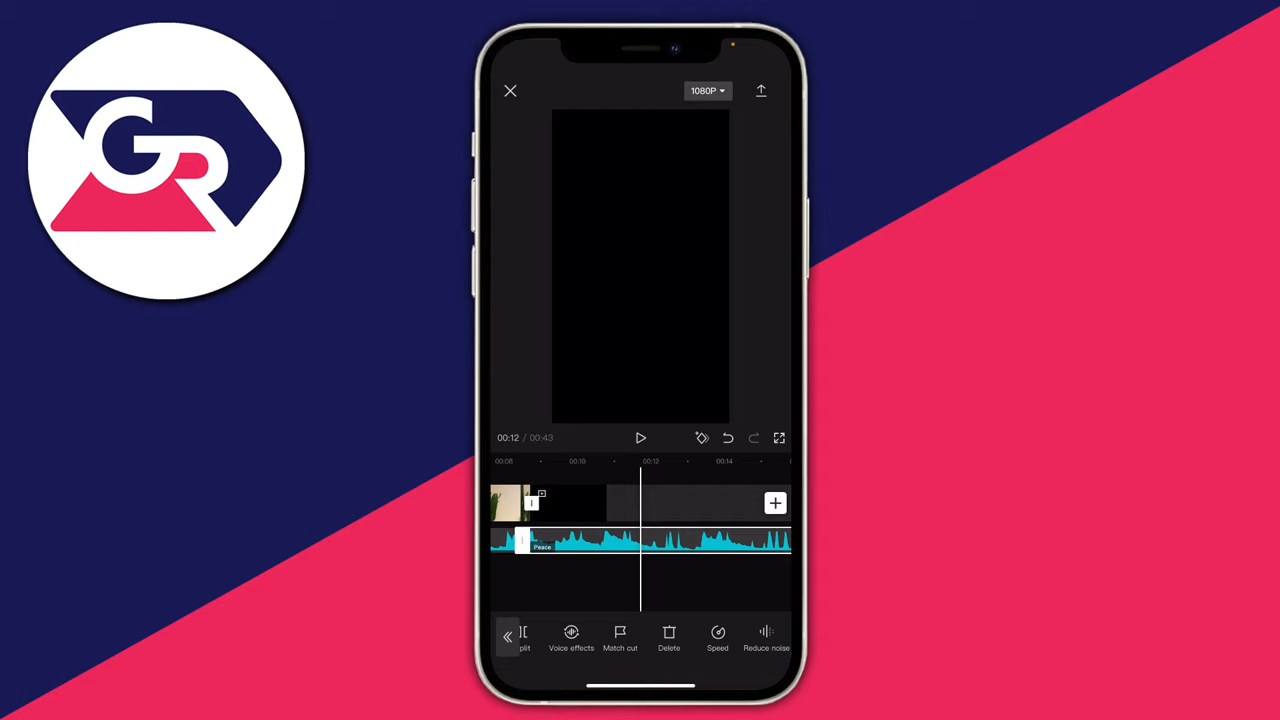 GR
1080P
00:12 / 00:43
00:08 00:10 00:12 00:14
Peace
plit Voice effects Match cut Delete Speed Reduce noise